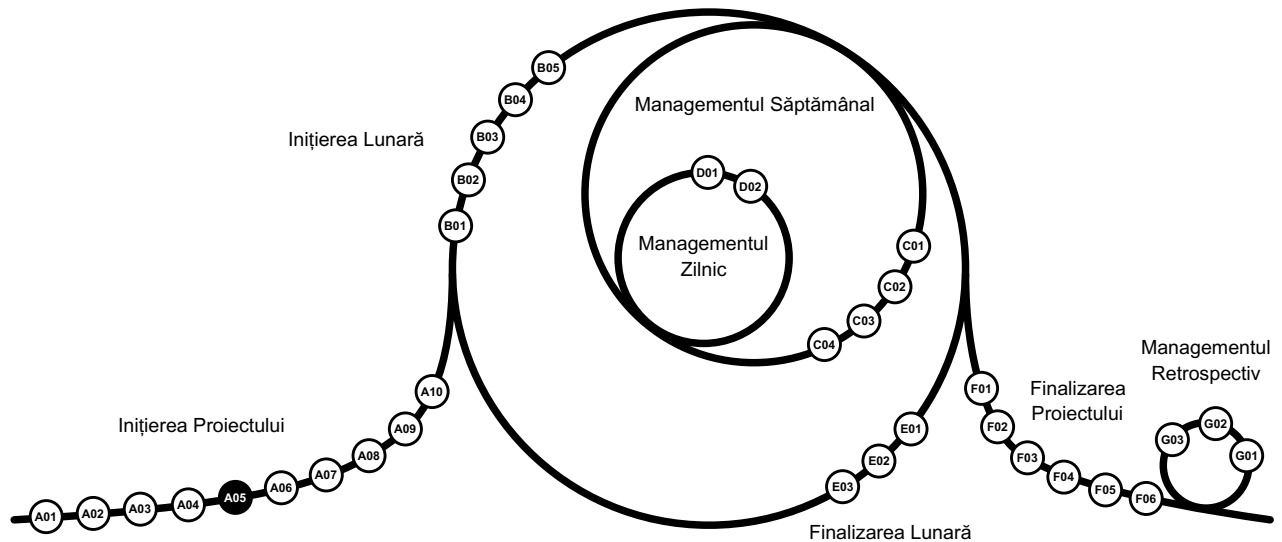 B05
B04
B03
B02
B01
Inițierea Lunară
Managementul Săptămânal
D01
D02
Managementul
Zilnic
C01
C02
C03
C04
A10
A09
A08
A07
A06
A05
A04
A03
A02
A01
Inițierea Proiectului
E01
E02
E03
Finalizarea Lunară
F01
F02
F03
F04
F05
F06
Finalizarea
Proiectului
Managementul
Retrospectiv
G03
G02
G01